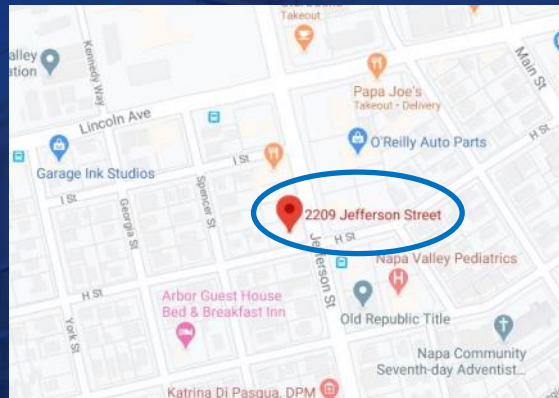 Takeout
alley
ation
Kennedy Way
Main St
Papa Joe's
Takeout • Delivery
Lincoln Ave
O'Reilly Auto Parts
H St
Garage Ink Studios
I St
I St
Spencer St
Georgia St
2209 Jefferson Street
H St
Jefferson St
Napa Valley Pediatrics
H St
Arbor Guest House
Bed & Breakfast Inn
Old Republic Title
York St
Napa Community
Seventh-day Adventist...
Katrina Di Pasqua, DPM